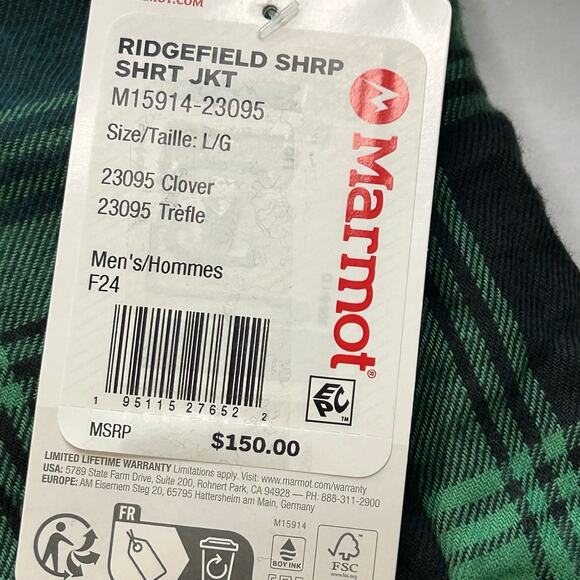 RIDGEFIELD SHRP
SHRT JKT
M15914-23095
Size/Taille: L/G
23095 Clover
23095 Trèfle
Men's/Hommes
F24
1 95115 27652 2
MSRP $150.00
Marmot®
EPC™
LIMITED LIFETIME WARRANTY Limitations apply. Visit: www.marmot.com/warranty
USA: 5789 State Farm Drive, Suite 200, Rohnert Park, CA 94928 — PH: 888-311-2900
EUROPE: AM Eisernem Steg 20, 65795 Hattersheim am Main, Germany
M15914
FR
SOY INK
FSC